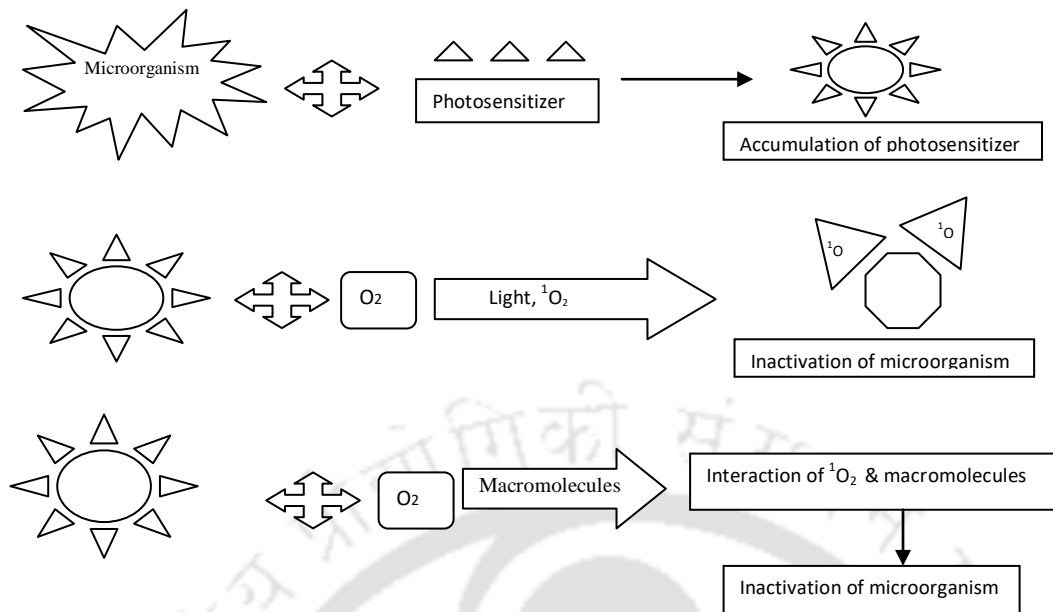 Microorganism
Photosensitizer
Accumulation of photosensitizer
¹O
¹O
O₂
Light, ¹O₂
Inactivation of microorganism
O₂
Macromolecules
Interaction of ¹O₂ & macromolecules
Inactivation of microorganism